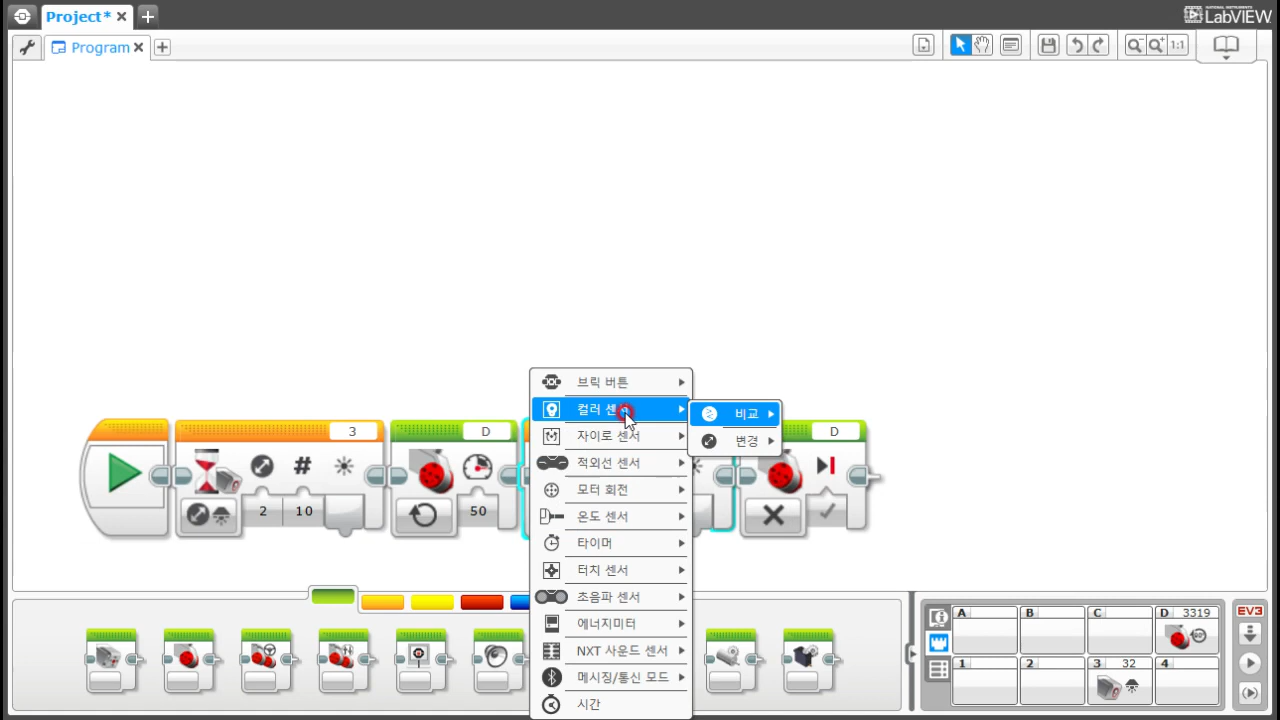 Project*
NATIONAL INSTRUMENTS
LabVIEW
Program
1:1
브릭 버튼
컬러 센
자이로 센서
적외선 센서
모터 회전
온도 센서
타이머
터치 센서
초음파 센서
에너지미터
NXT 사운드 센서
메시징/통신 모드
시간
비교
변경
3
#
2
10
D
50
D
A
B
C
D 3319
1
2
3 32
4
EV3